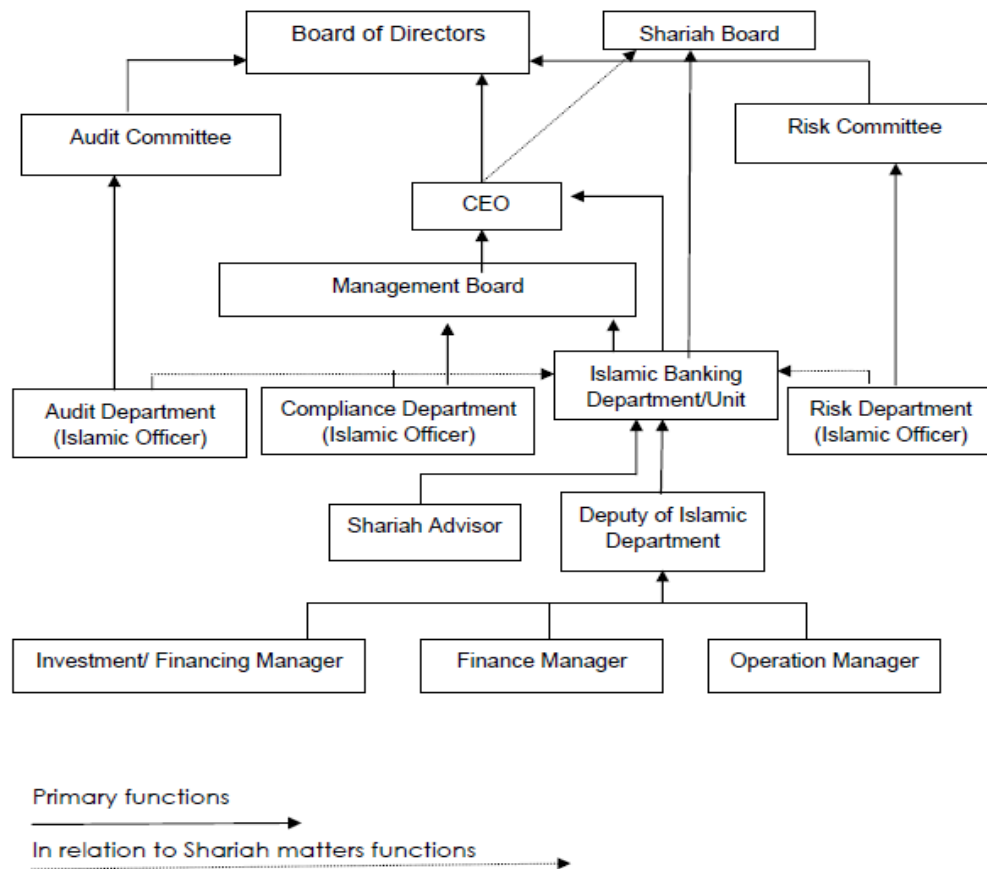 Board of Directors
Shariah Board
Audit Committee
Risk Committee
CEO
Management Board
Audit Department
(Islamic Officer)
Compliance Department
(Islamic Officer)
Islamic Banking
Department/Unit
Risk Department
(Islamic Officer)
Shariah Advisor
Deputy of Islamic
Department
Investment/ Financing Manager
Finance Manager
Operation Manager
Primary functions
In relation to Shariah matters functions